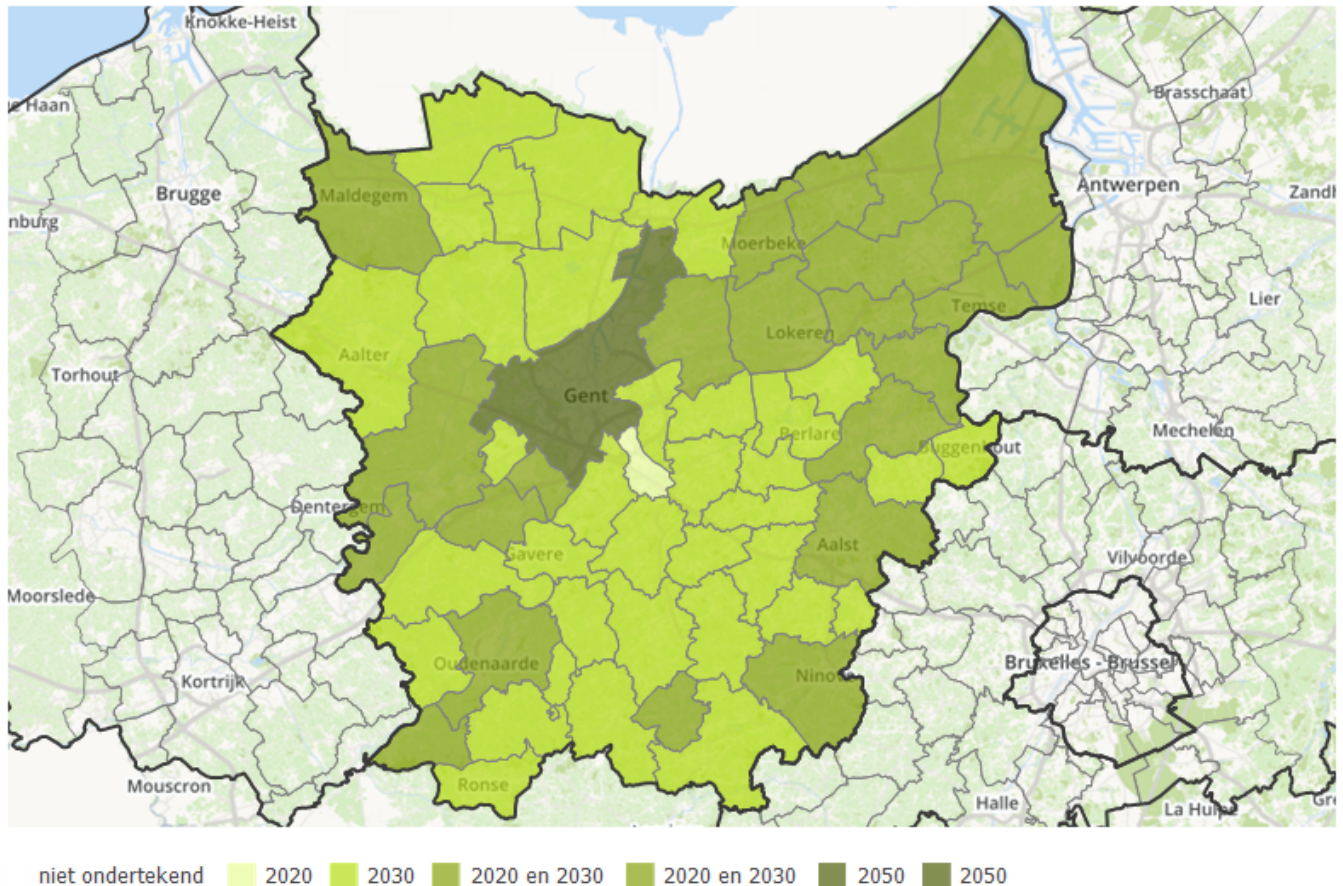 Knokke-Heist
e Haan
Brasschaat
Brugge
Maldegem
Antwerpen
Zandh
nburg
Moerbeke
Lier
Temse
Lokeren
Aalter
Torhout
Gent
Berlare
Mechelen
Buggenhout
Dentergem
Aalst
Gavere
Vilvoorde
Moorslede
Oudenaarde
Bruxelles - Brussel
Ninove
Kortrijk
Ronse
Mouscron
Halle
La Hulpe
Gre
niet ondertekend 2020 2030 2020 en 2030 2020 en 2030 2050 2050